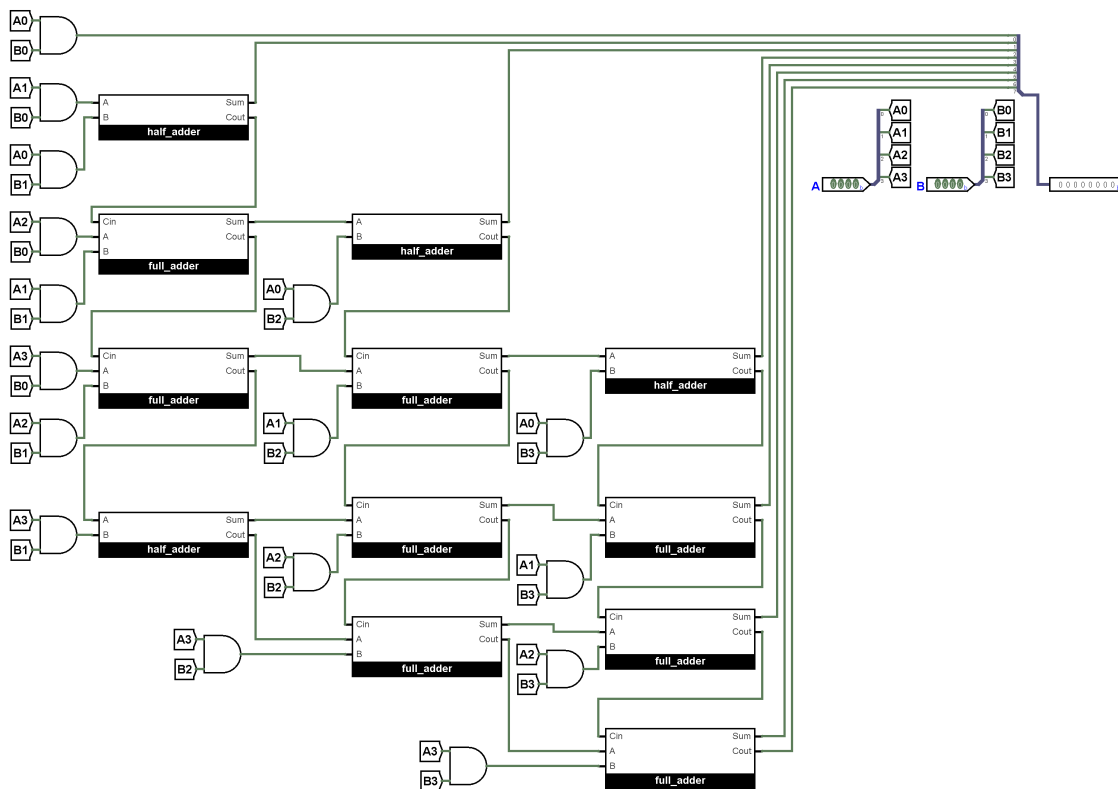 A0
B0
A1
B0
A Sum
B Cout
half_adder
A0
B1
A0
A1
A2
A3
B0
B1
B2
B3
A
B
A2
B0
Cin Sum
A Cout
B
full_adder
A Sum
B Cout
half_adder
A1
B1
A0
B2
A3
B0
Cin Sum
A Cout
B
full_adder
Cin Sum
A Cout
B
full_adder
A Sum
B Cout
half_adder
A2
B1
A1
B2
A0
B3
A3
B1
A Sum
B Cout
half_adder
Cin Sum
A Cout
B
full_adder
Cin Sum
A Cout
B
full_adder
A2
B2
A1
B3
A3
B2
Cin Sum
A Cout
B
full_adder
A2
B3
Cin Sum
A Cout
B
full_adder
A3
B3
Cin Sum
A Cout
B
full_adder